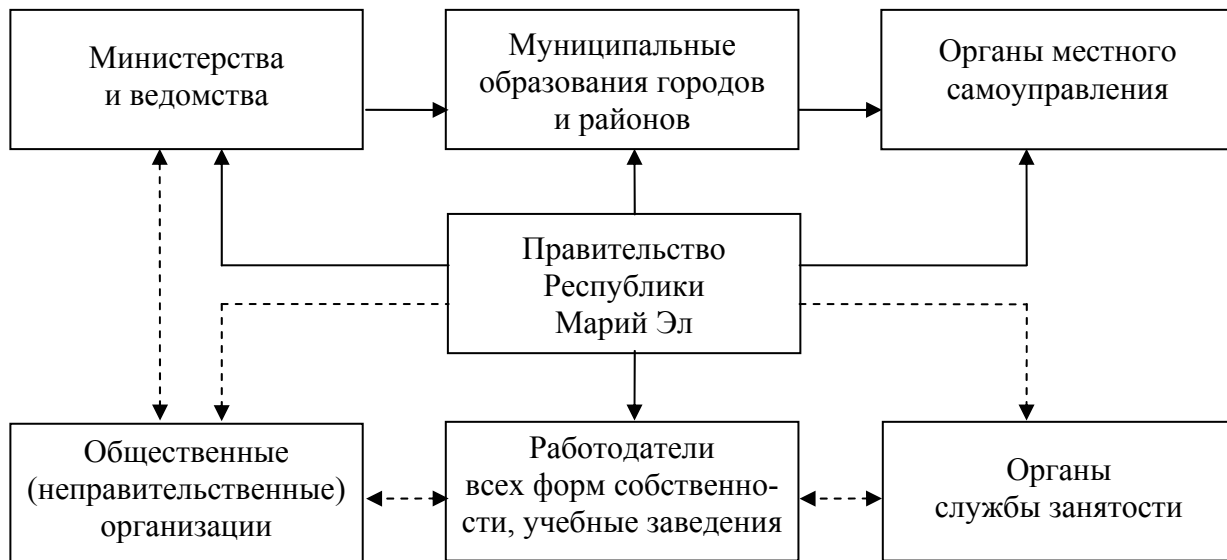 Министерства
и ведомства
Муниципальные
образования городов
и районов
Органы местного
самоуправления
Правительство
Республики
Марий Эл
Общественные
(неправительственные)
организации
Работодатели
всех форм собственно-
сти, учебные заведения
Органы
службы занятости